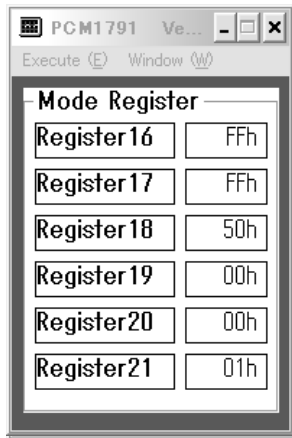 PCM1791 Ve...
Execute (E) Window (W)
Mode Register
Register16 FFh
Register17 FFh
Register18 50h
Register19 00h
Register20 00h
Register21 01h